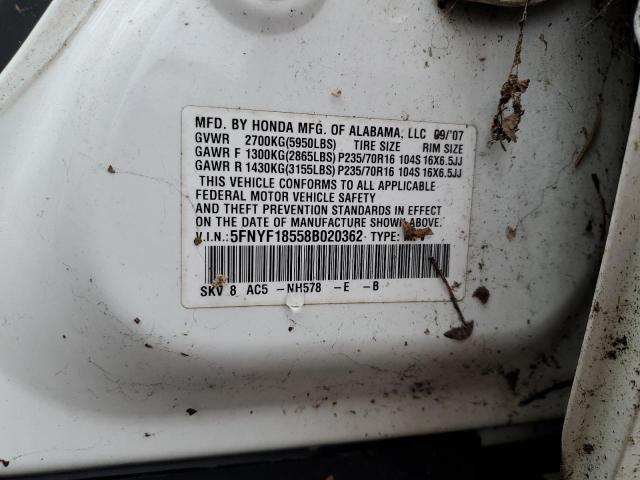 MFD. BY HONDA MFG. OF ALABAMA, LLC 09/'07
GVWR 2700KG(5950LBS) TIRE SIZE RIM SIZE
GAWR F 1300KG(2865LBS) P235/70R16 104S 16X6.5JJ
GAWR R 1430KG(3155LBS) P235/70R16 104S 16X6.5JJ
THIS VEHICLE CONFORMS TO ALL APPLICABLE
FEDERAL MOTOR VEHICLE SAFETY
AND THEFT PREVENTION STANDARDS IN EFFECT
ON THE DATE OF MANUFACTURE SHOWN ABOVE.
V.I.N.: 5FNYF18558B020362 TYPE:
SKV 8 AC5 -NH578 -E -B